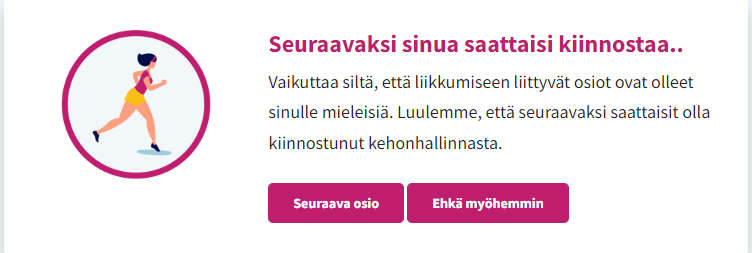 Seuraavaksi sinua saattaisi kiinnostaa..
Vaikuttaa siltä, että liikkumiseen liittyvät osiot ovat olleet
sinulle mieleisiä. Luulemme, että seuraavaksi saattaisit olla
kiinnostunut kehonhallinnasta.
Seuraava osio Ehkä myöhemmin